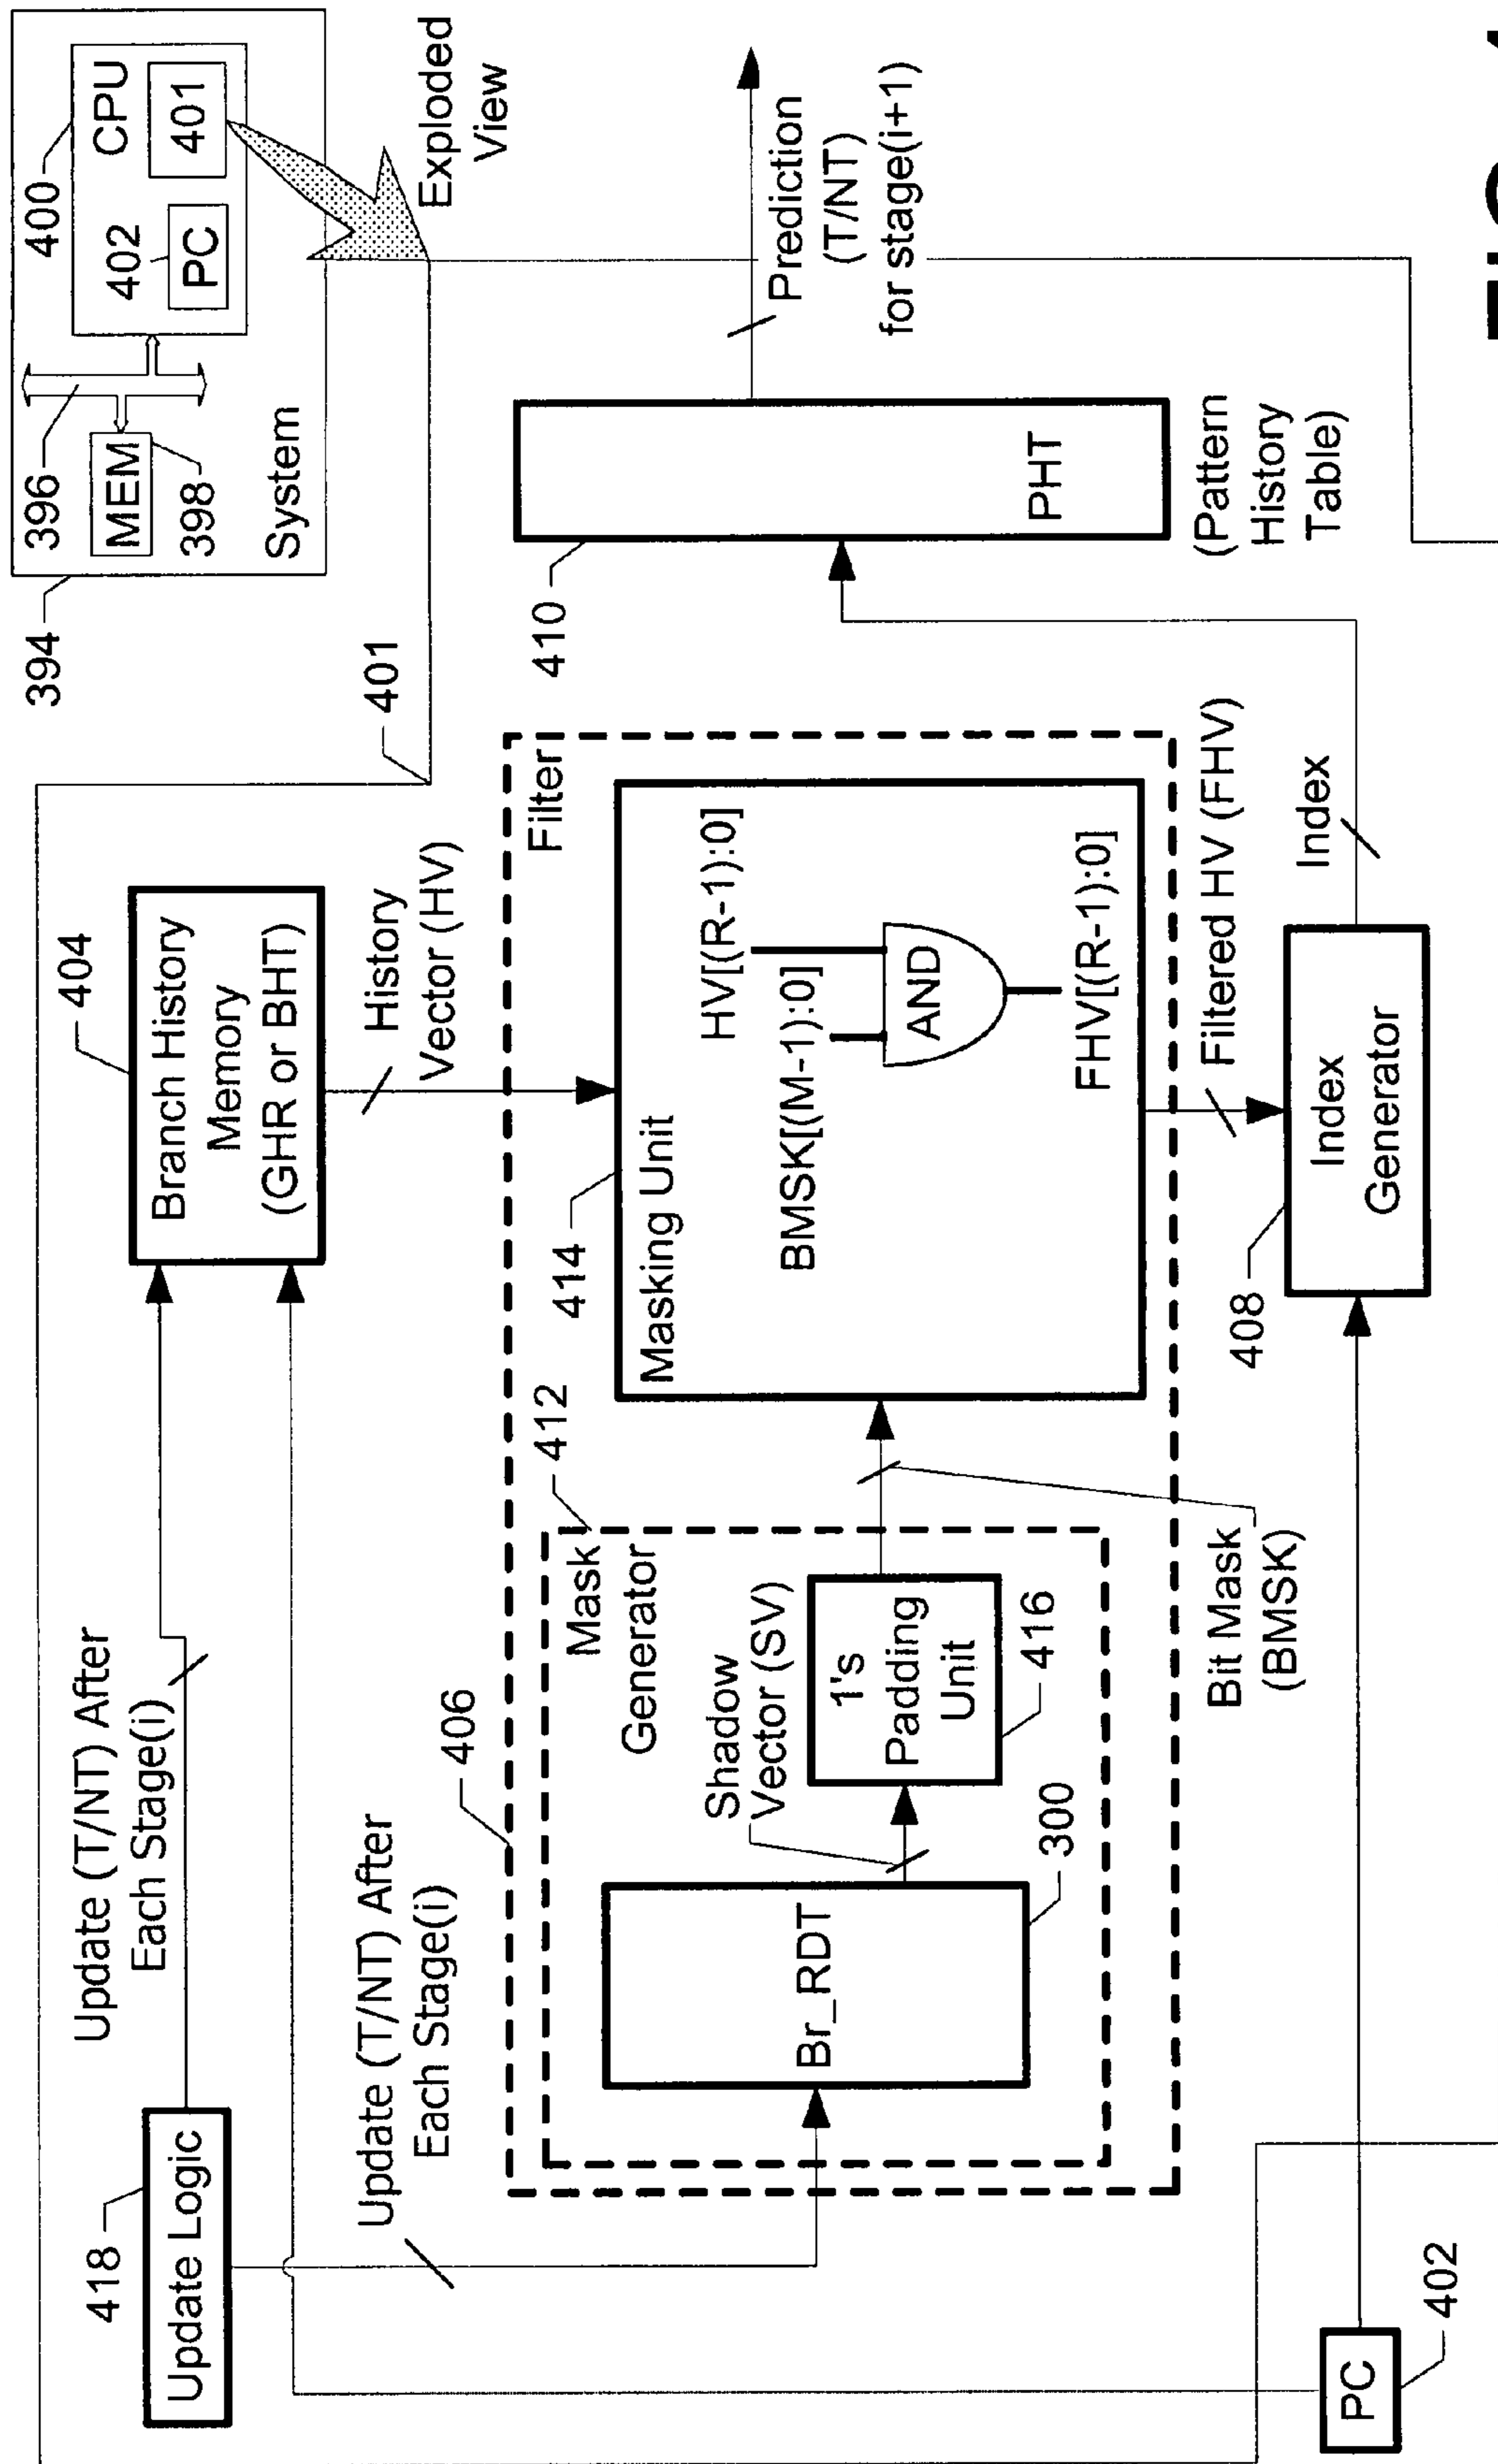 394
396
MEM
398
System
400
402
PC
CPU
401
Exploded
View
401
418
Update Logic
Update (T/NT) After
Each Stage(i)
404
Branch History
Memory
(GHR or BHT)
History
Vector (HV)
Update (T/NT) After
Each Stage(i)
406
Filter
412
Mask
Generator
Br_RDT
300
Shadow
Vector (SV)
1's
Padding
Unit
416
414
Masking Unit
HV[(R-1):0]
BMSK[(M-1):0]
AND
FHV[(R-1):0]
Bit Mask
(BMSK)
Filtered HV (FHV)
408
Index
Generator
Index
PC
402
410
PHT
(Pattern
History
Table)
Prediction
(T/NT)
for stage(i+1)